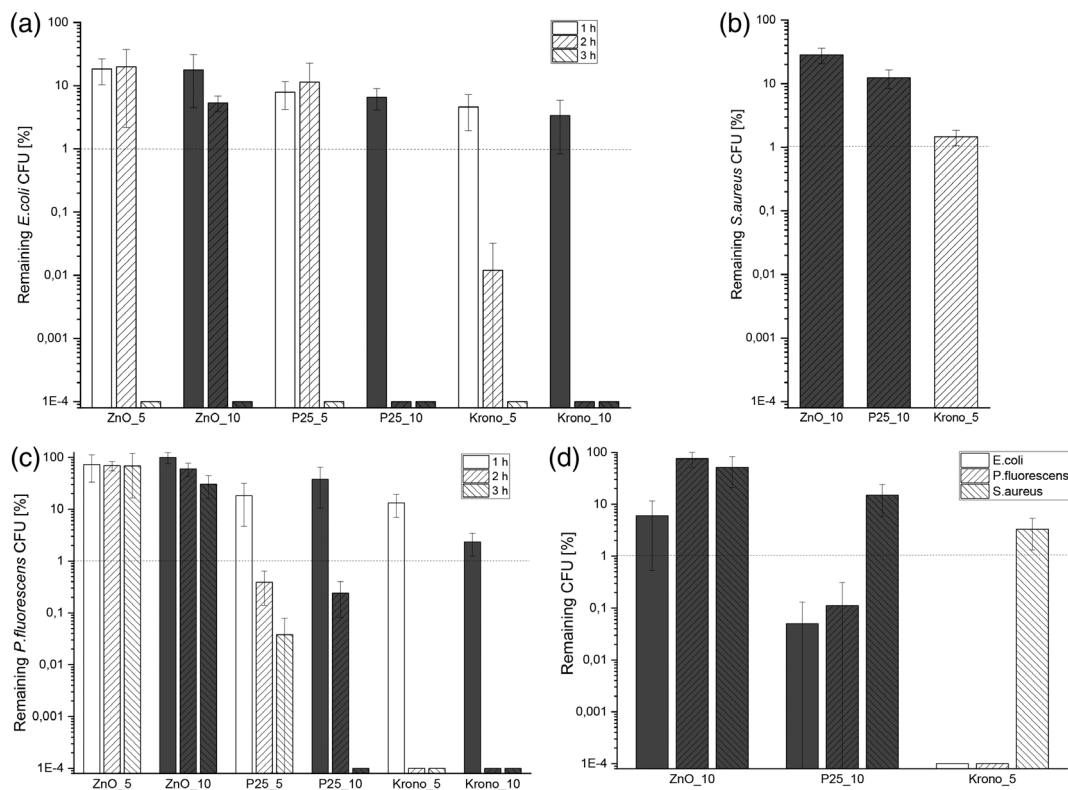 (a)
Remaining E.coli CFU [%]
100
10
1
0,1
0,01
0,001
1E-4
ZnO_5 ZnO_10 P25_5 P25_10 Krono_5 Krono_10
1 h
2 h
3 h
(b)
Remaining S.aureus CFU [%]
100
10
1
0,1
0,01
0,001
1E-4
ZnO_10 P25_10 Krono_5
(c)
Remaining P.fluorescens CFU [%]
100
10
1
0,1
0,01
0,001
1E-4
ZnO_5 ZnO_10 P25_5 P25_10 Krono_5 Krono_10
1 h
2 h
3 h
(d)
Remaining CFU [%]
100
10
1
0,1
0,01
0,001
1E-4
ZnO_10 P25_10 Krono_5
E.coli
P.fluorescens
S.aureus